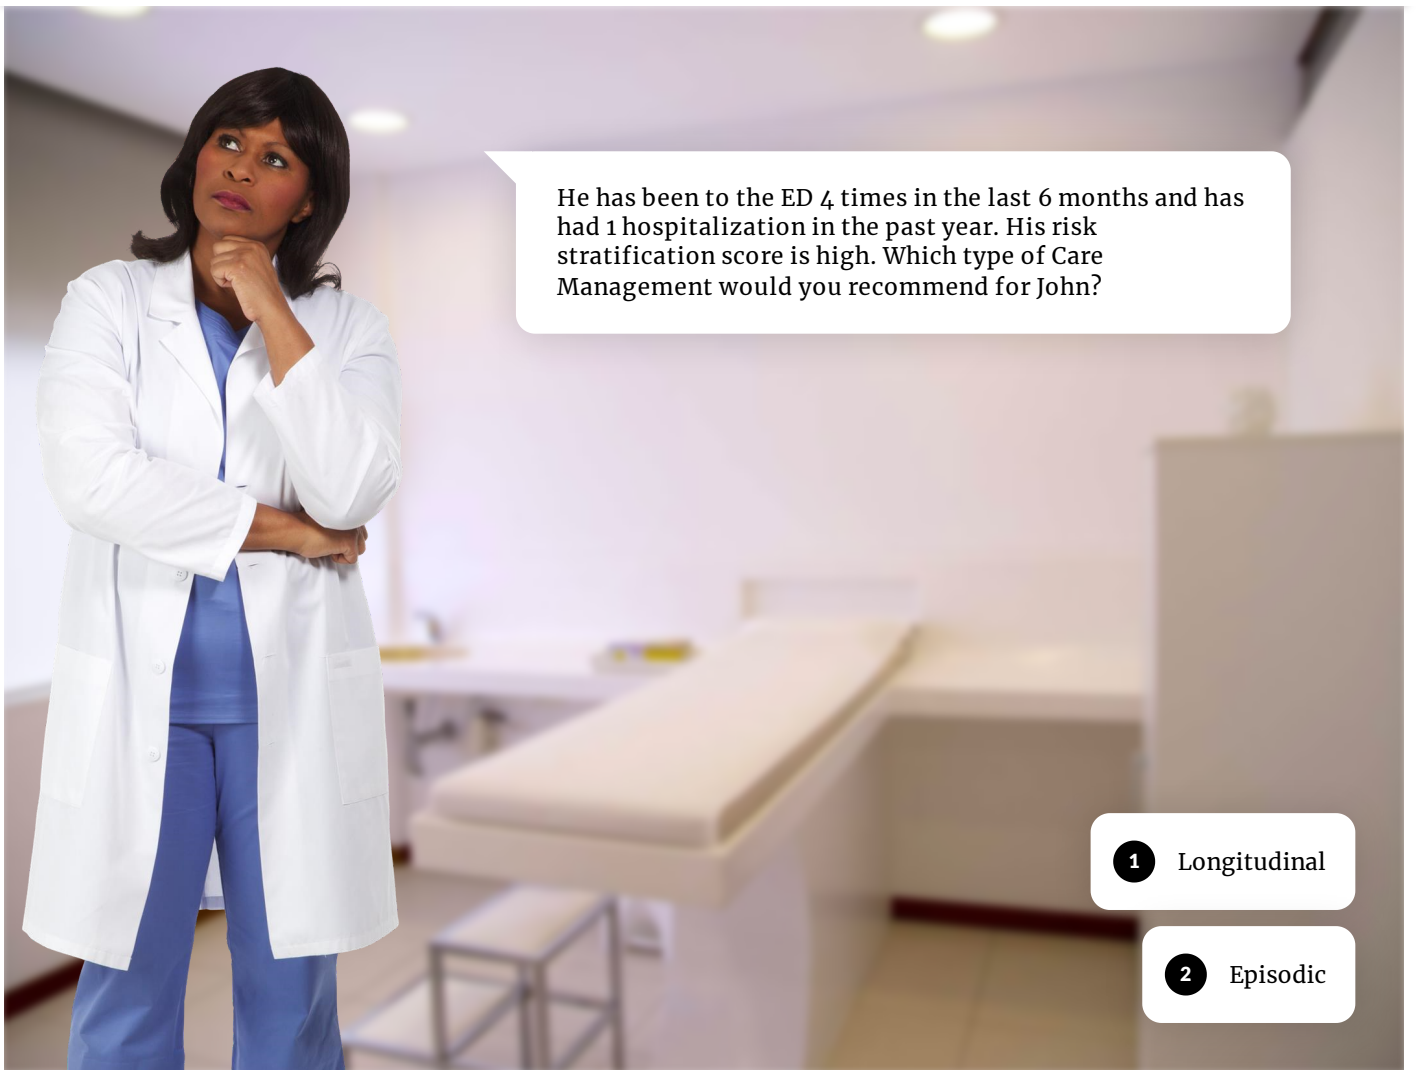 He has been to the ED 4 times in the last 6 months and has
had 1 hospitalization in the past year. His risk
stratification score is high. Which type of Care
Management would you recommend for John?
1 Longitudinal
2 Episodic